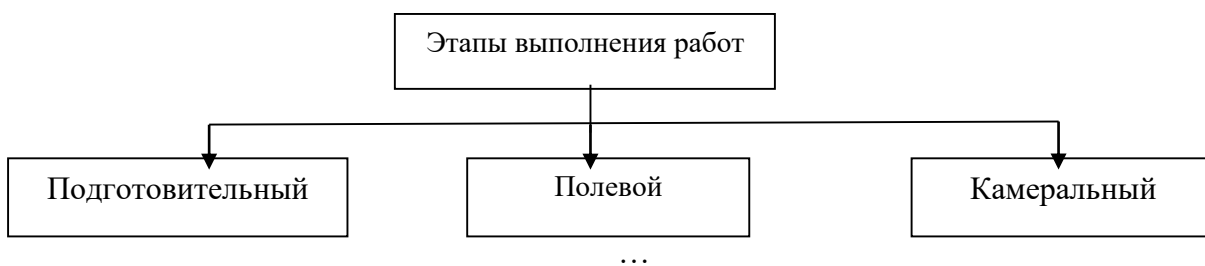 Этапы выполнения работ
Подготовительный
Полевой
Камеральный
…